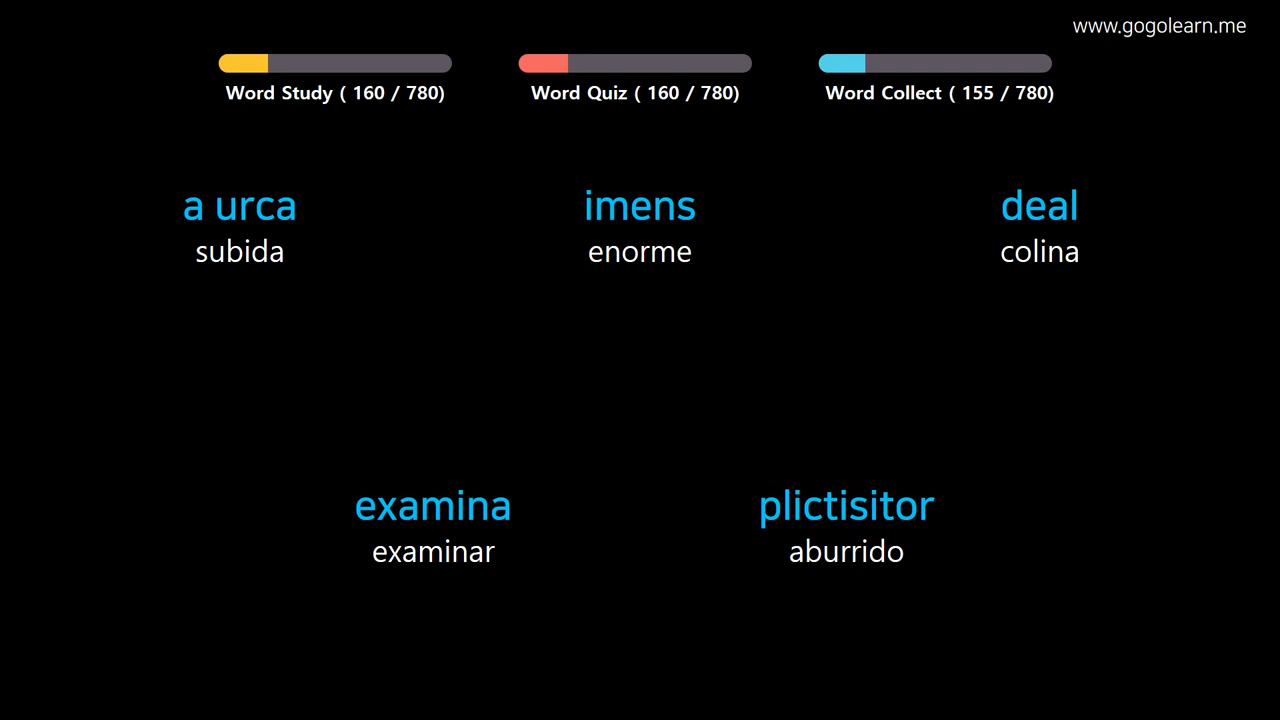 www.gogolearn.me
Word Study ( 160 / 780)
Word Quiz ( 160 / 780)
Word Collect ( 155 / 780)
a urca
subida
imens
enorme
deal
colina
examina
examinar
plictisitor
aburrido